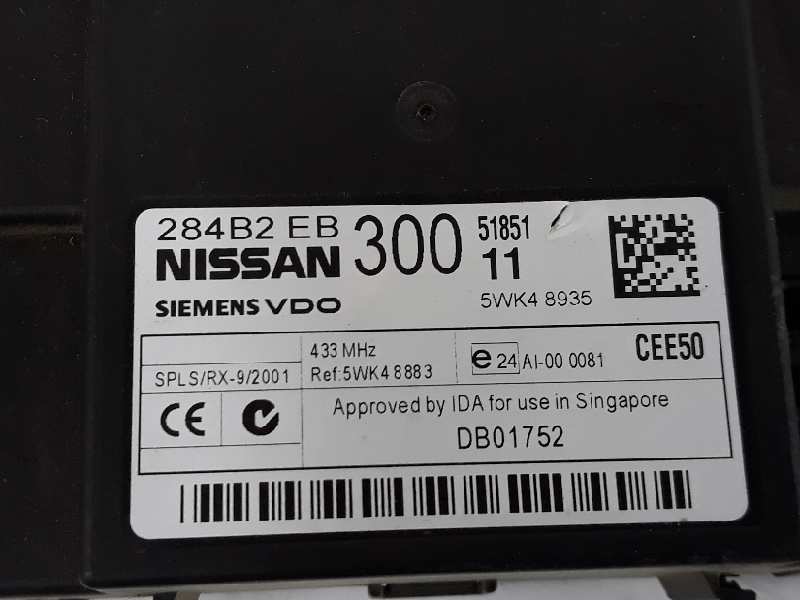 284B2 EB 300 51851
NISSAN 11
SIEMENS VDO 5WK4 8935
433 MHz
SPLS/RX-9/2001 Ref:5WK4 8883 e 24 AI-00 0081 CEE50
CE Approved by IDA for use in Singapore
DB01752